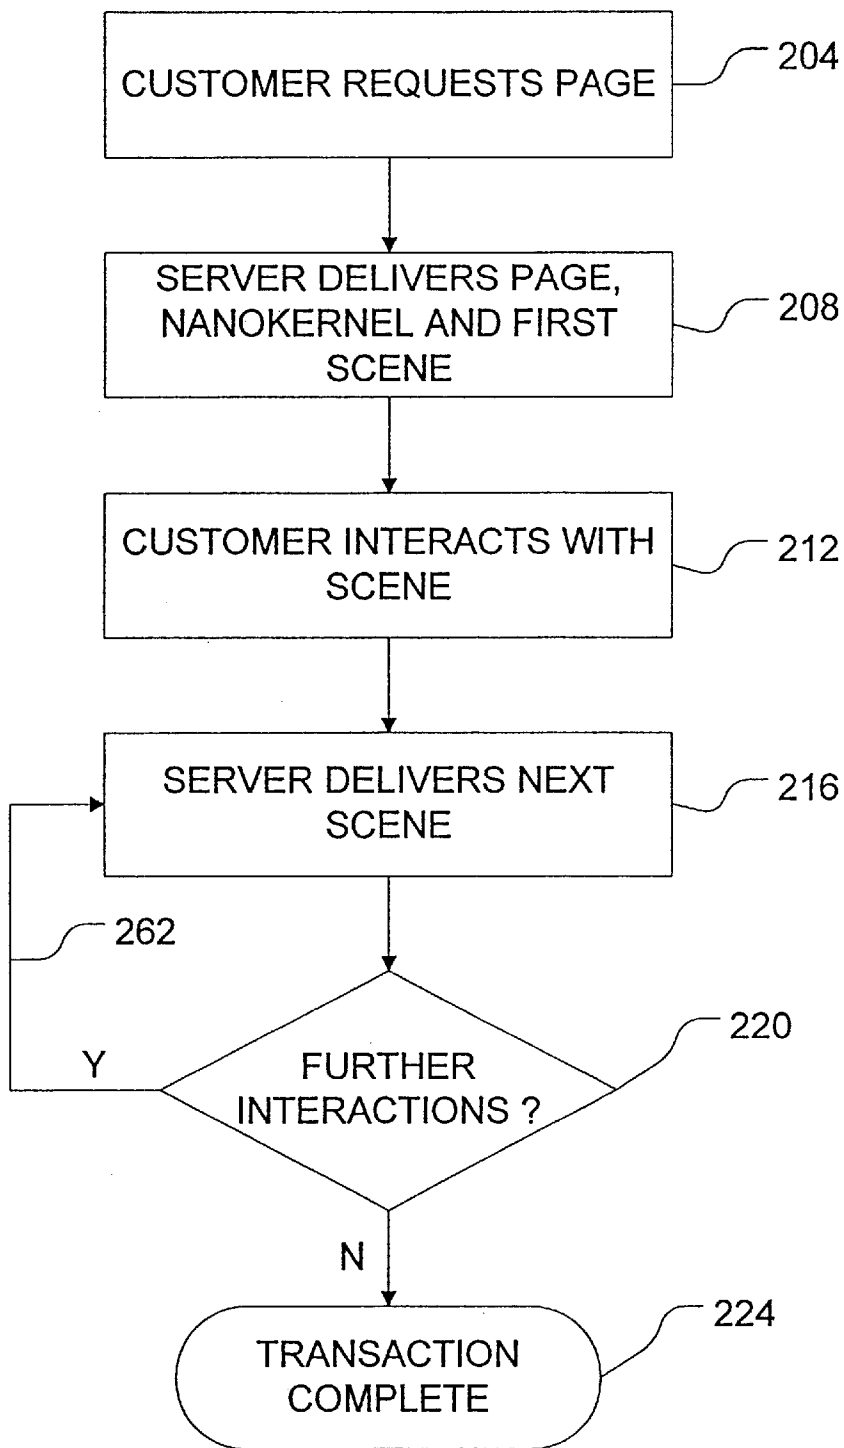 CUSTOMER REQUESTS PAGE
204
SERVER DELIVERS PAGE,
NANOKERNEL AND FIRST
SCENE
208
CUSTOMER INTERACTS WITH
SCENE
212
SERVER DELIVERS NEXT
SCENE
216
262
Y
FURTHER
INTERACTIONS ?
220
N
TRANSACTION
COMPLETE
224